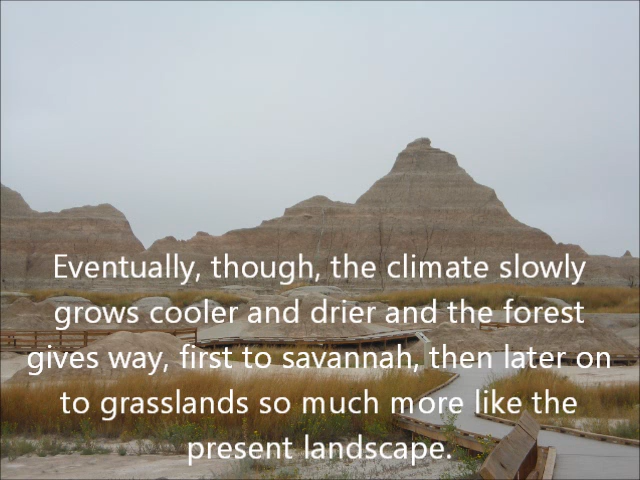 Eventually, though, the climate slowly
grows cooler and drier and the forest
gives way, first to savannah, then later on
to grasslands so much more like the
present landscape.